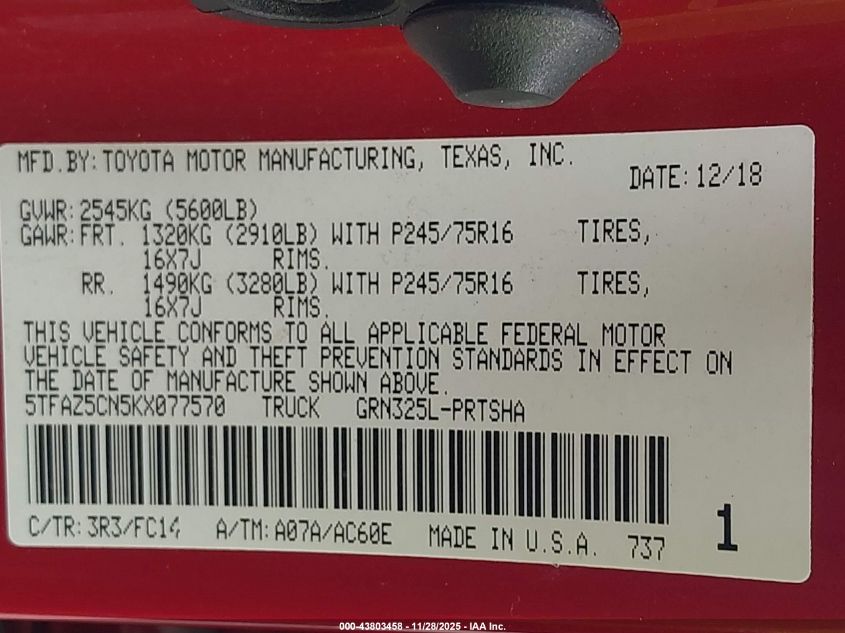 MFD.BY:TOYOTA MOTOR MANUFACTURING, TEXAS, INC.
DATE:12/18
GVWR:2545KG (5600LB)
GAWR:FRT. 1320KG (2910LB) WITH P245/75R16 TIRES,
16X7J RIMS.
RR. 1490KG (3280LB) WITH P245/75R16 TIRES,
16X7J RIMS.
THIS VEHICLE CONFORMS TO ALL APPLICABLE FEDERAL MOTOR
VEHICLE SAFETY AND THEFT PREVENTION STANDARDS IN EFFECT ON
THE DATE OF MANUFACTURE SHOWN ABOVE.
5TFAZ5CN5KX077570 TRUCK GRN325L-PRTSHA
C/TR:3R3/FC14 A/TM:A07A/AC60E MADE IN U.S.A. 737 1
000-43803458 - 11/28/2025 - IAA Inc.